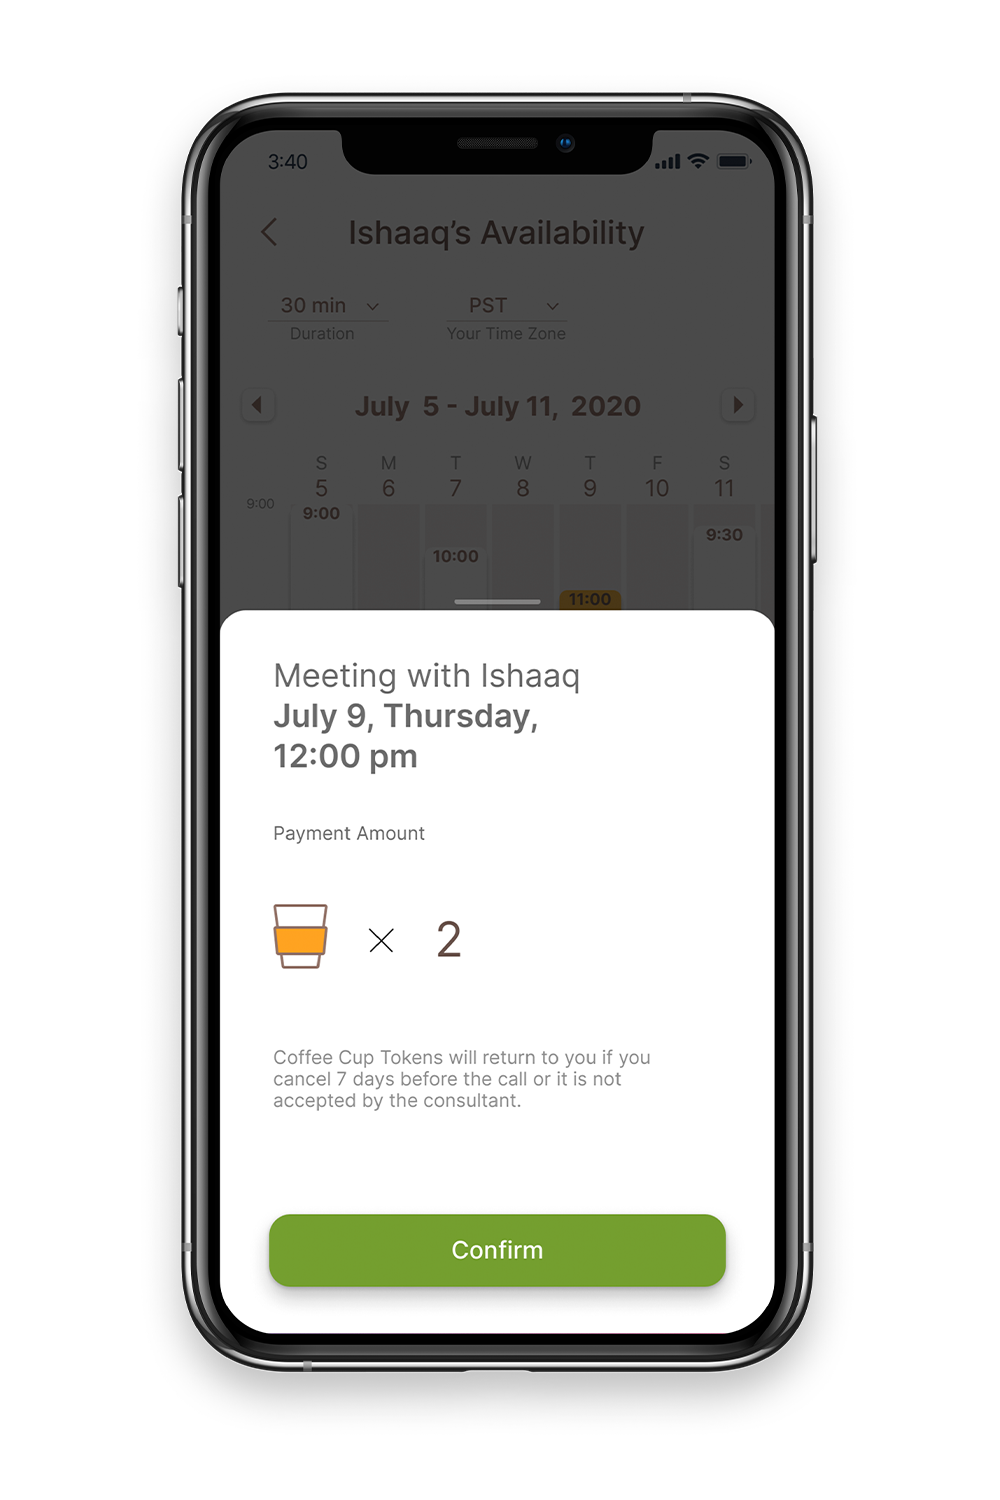 3:40
Ishaaq's Availability
30 min PST
Duration Your Time Zone
July 5 - July 11, 2020
S M T W T F S
5 6 7 8 9 10 11
9:00
9:00
9:30
10:00
11:00
Meeting with Ishaaq
July 9, Thursday,
12:00 pm
Payment Amount
× 2
Coffee Cup Tokens will return to you if you
cancel 7 days before the call or it is not
accepted by the consultant.
Confirm